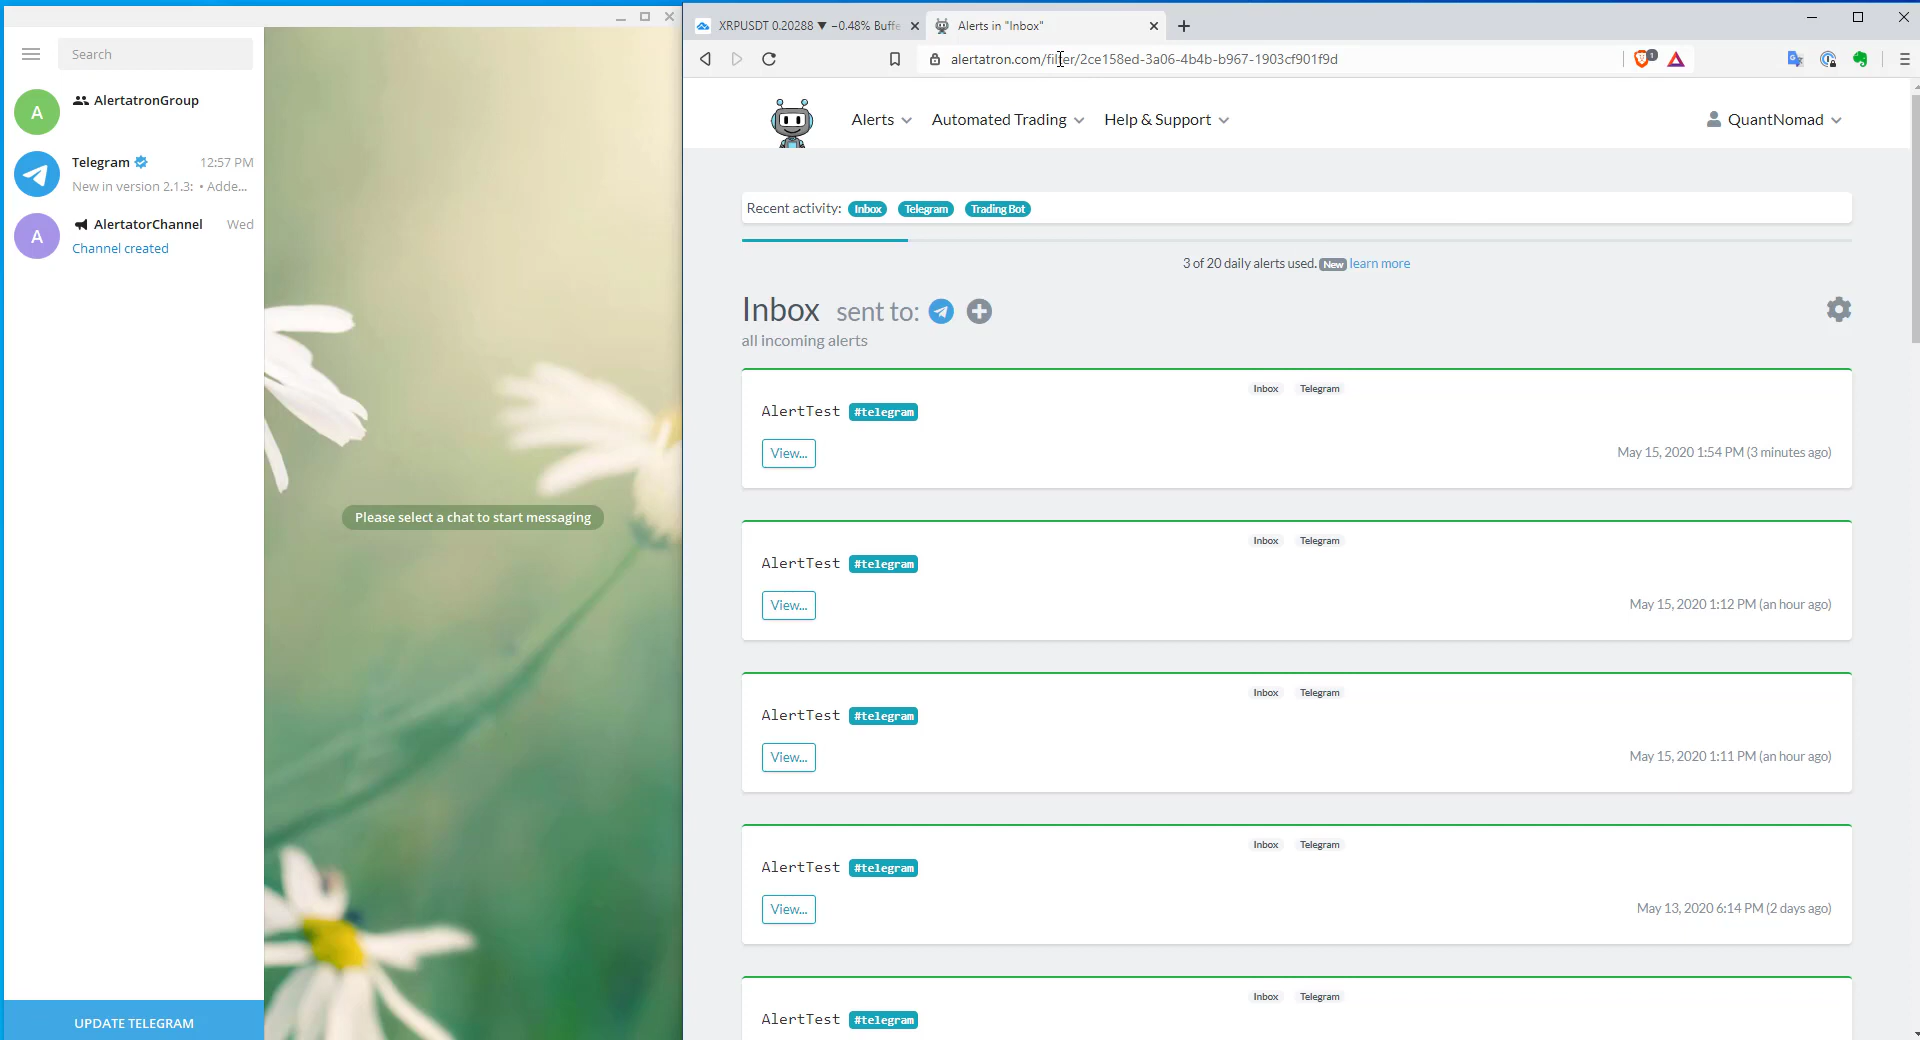 Search
A
AlertatronGroup
Telegram 12:57 PM
New in version 2.1.3: • Adde...
A
AlertatorChannel Wed
Channel created
Please select a chat to start messaging
UPDATE TELEGRAM
XRPUSDT 0.20288 ▼ −0.48% Buffe
Alerts in "Inbox"
alertatron.com/filter/2ce158ed-3a06-4b4b-b967-1903cf901f9d
1
Alerts Automated Trading Help & Support QuantNomad
Recent activity: Inbox Telegram Trading Bot
3 of 20 daily alerts used. New learn more
Inbox sent to:
all incoming alerts
Inbox Telegram
AlertTest #telegram
View... May 15, 2020 1:54 PM (3 minutes ago)
Inbox Telegram
AlertTest #telegram
View... May 15, 2020 1:12 PM (an hour ago)
Inbox Telegram
AlertTest #telegram
View... May 15, 2020 1:11 PM (an hour ago)
Inbox Telegram
AlertTest #telegram
View... May 13, 2020 6:14 PM (2 days ago)
Inbox Telegram
AlertTest #telegram